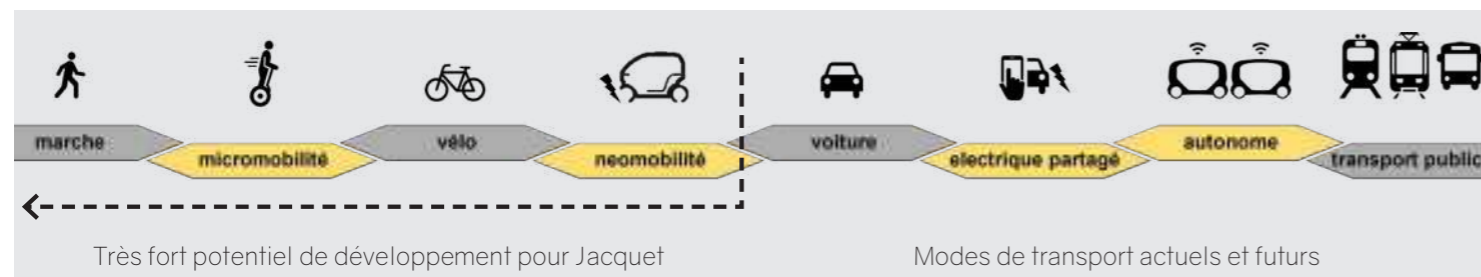 marche
micromobilité
vélo
neomobilité
voiture
electrique partagé
autonome
transport public
Très fort potentiel de développement pour Jacquet
Modes de transport actuels et futurs